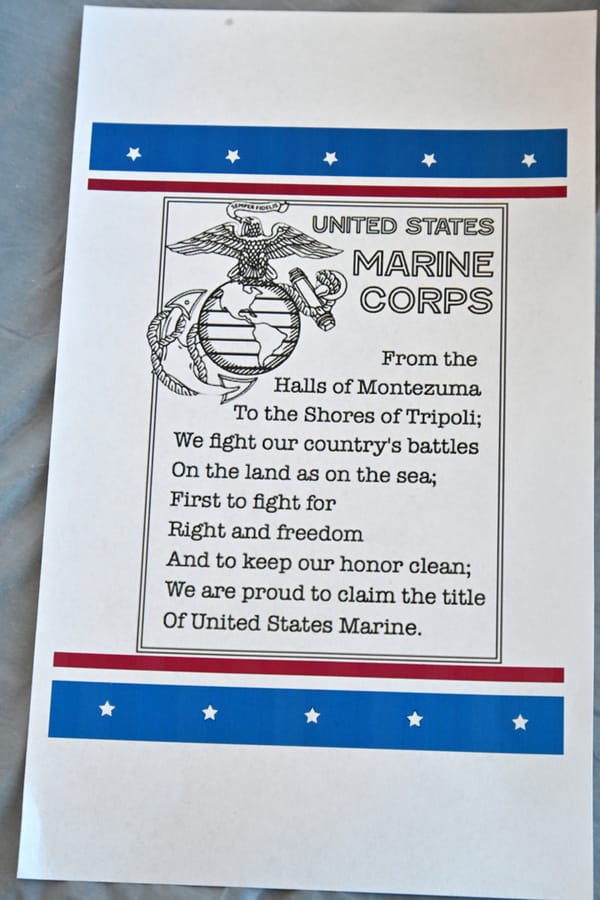 SEMPER FIDELIS
UNITED STATES
MARINE
CORPS
From the
Halls of Montezuma
To the Shores of Tripoli;
We fight our country's battles
On the land as on the sea;
First to fight for
Right and freedom
And to keep our honor clean;
We are proud to claim the title
Of United States Marine.